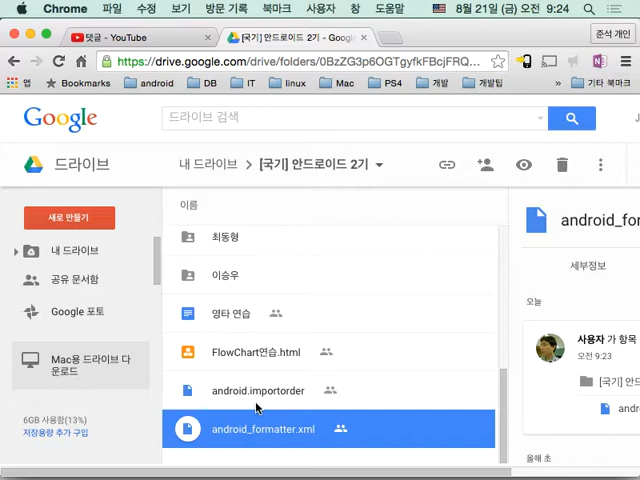 Chrome 파일 수정 보기 방문 기록 북마크 사용자 창 도움말 8월 21일 (금) 오전 9:24
댓글 - YouTube
[국기] 안드로이드 2기 - Goog
준석 개인
https://drive.google.com/drive/folders/0BzZG3p6OGTgyfkFBcjFRQ...
앱 Bookmarks android DB IT linux Mac PS4 개발 개발팁 » 기타 북마크
Google 드라이브 검색
드라이브 내 드라이브 > [국기] 안드로이드 2기
새로 만들기
내 드라이브
공유 문서함
Google 포토
Mac용 드라이브 다
운로드
6GB 사용함(13%)
저장용량 추가 구입
이름
최동형
이승우
영타 연습
FlowChart연습.html
android.importorder
android_formatter.xml
android_for
세부정보
오늘
사용자 가 항목
오전 9:23
[국기] 안
andro
올해 초